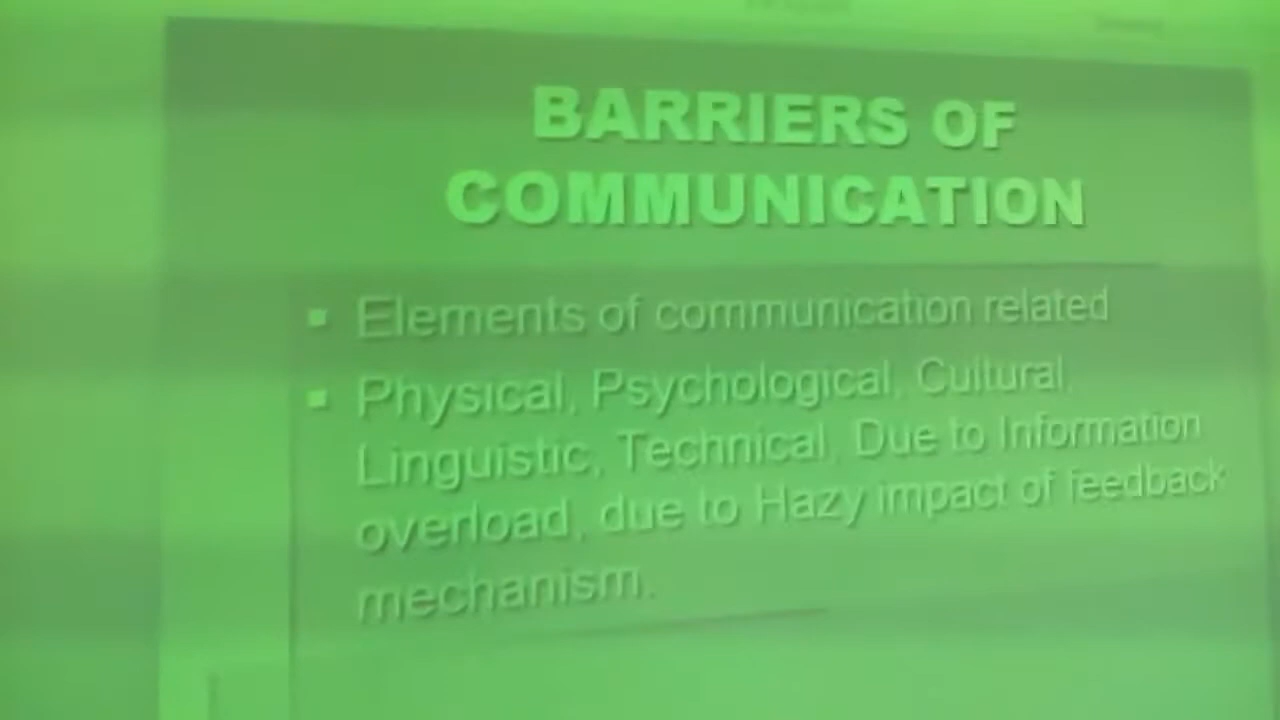 BARRIERS OF
COMMUNICATION
▪ Elements of communication related
▪ Physical, Psychological, Cultural,
Linguistic, Technical, Due to Information
overload, due to Hazy impact of feedback
mechanism.